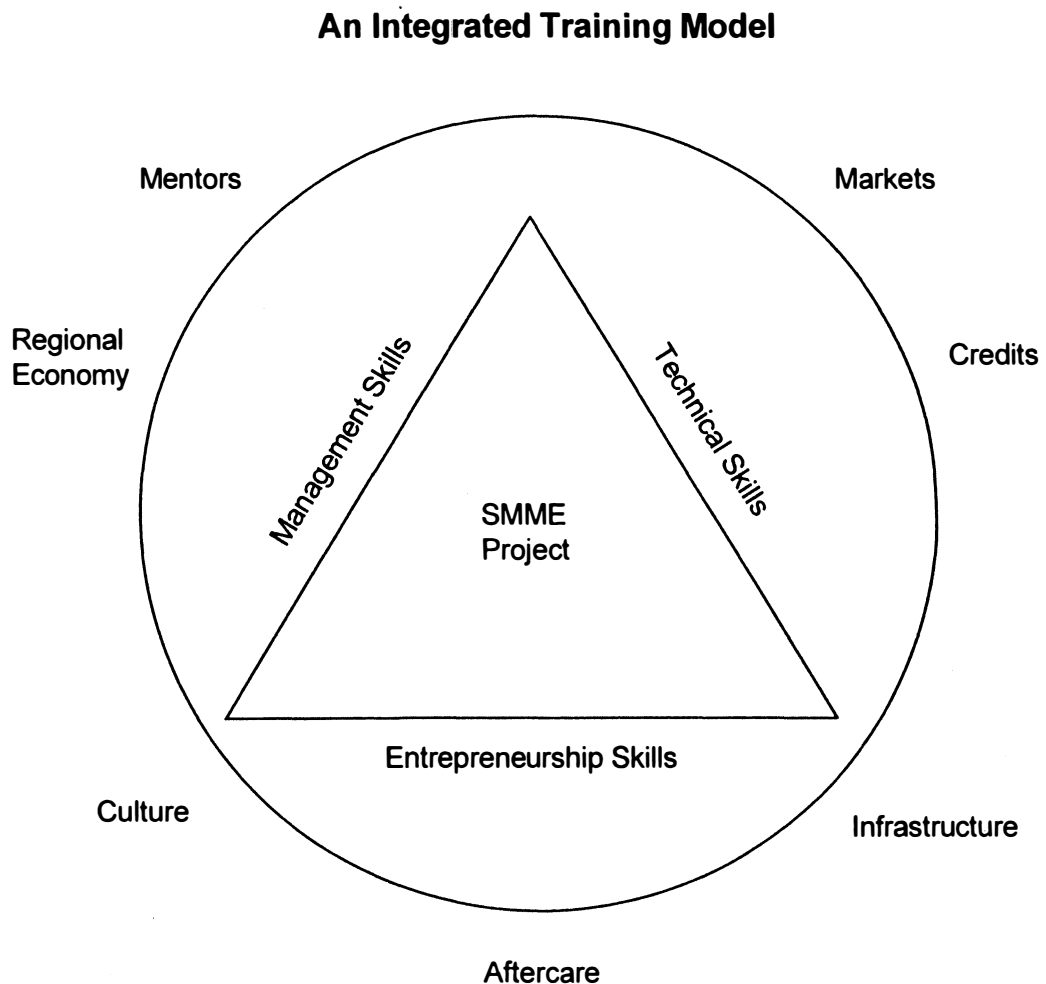 An Integrated Training Model
Mentors
Markets
Regional
Economy
Credits
Management Skills
Technical Skills
SMME
Project
Entrepreneurship Skills
Culture
Infrastructure
Aftercare